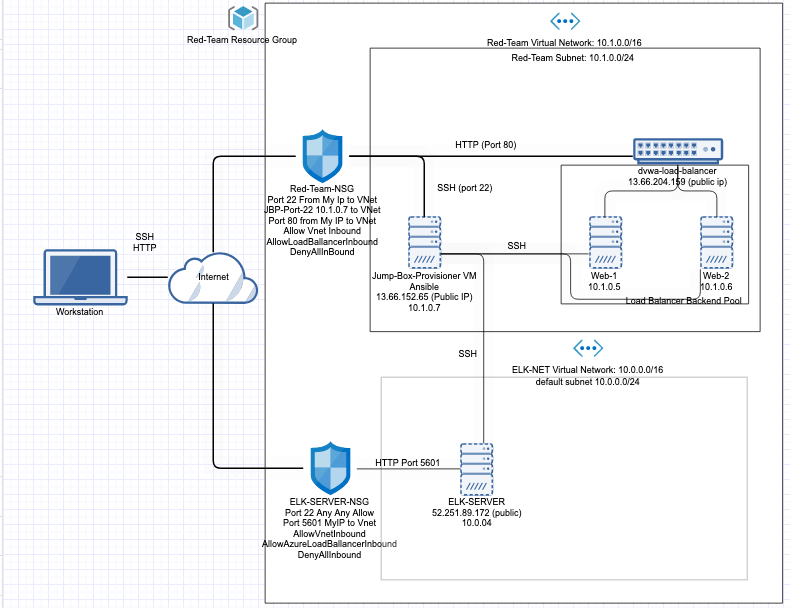 Red-Team Resource Group
Red-Team Virtual Network: 10.1.0.0/16
Red-Team Subnet: 10.1.0.0/24
HTTP (Port 80)
dvwa-load-balancer
13.66.204.159 (public ip)
Red-Team-NSG
Port 22 From My Ip to VNet
JBP-Port-22 10.1.0.7 to VNet
Port 80 from My IP to VNet
Allow Vnet Inbound
AllowLoadBallancerInbound
DenyAllInBound
SSH (port 22)
SSH
HTTP
Internet
Workstation
SSH
Jump-Box-Provisioner VM
Ansible
13.66.152.65 (Public IP)
10.1.0.7
Web-1
10.1.0.5
Web-2
10.1.0.6
Load Balancer Backend Pool
SSH
ELK-NET Virtual Network: 10.0.0.0/16
default subnet 10.0.0.0/24
HTTP Port 5601
ELK-SERVER-NSG
Port 22 Any Any Allow
Port 5601 MyIP to Vnet
AllowVnetInbound
AllowAzureLoadBallancerInbound
DenyAllInbound
ELK-SERVER
52.251.89.172 (public)
10.0.04